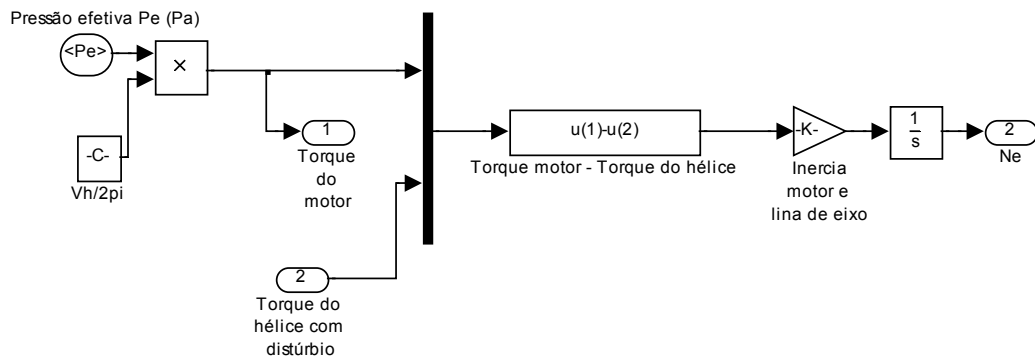 Pressão efetiva Pe (Pa)
<Pe>
×
-C-
Vh/2pi
1
Torque
do
motor
2
Torque do
hélice com
distúrbio
u(1)-u(2)
Torque motor - Torque do hélice
-K-
Inercia
motor e
lina de eixo
1
s
2
Ne